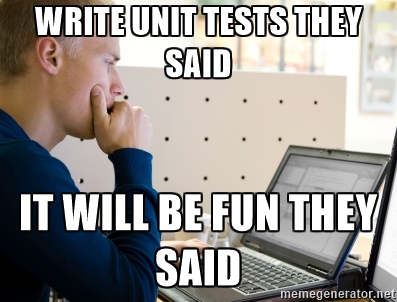 WRITE UNIT TESTS THEY
SAID
IT WILL BE FUN THEY
SAID
memegenerator.net